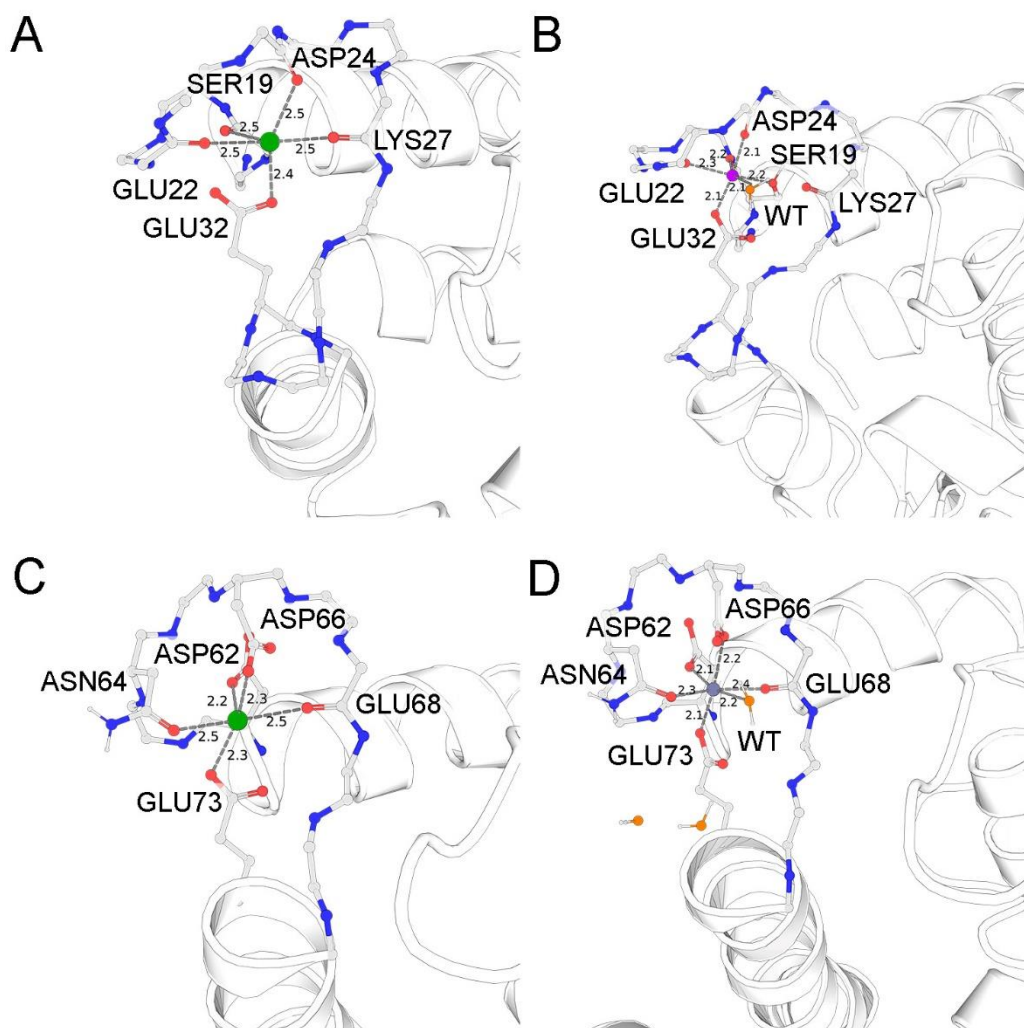 A
ASP24
SER19
2.5
2.5
2.5
2.5
LYS27
2.4
GLU22
GLU32
B
ASP24
2.1
SER19
2.2
2.3
2.2
GLU22
2.1
2.1
WT
LYS27
GLU32
C
ASP66
ASP62
ASN64
2.2
2.3
GLU68
2.5
2.5
2.3
GLU73
D
ASP66
ASP62
2.2
ASN64
2.1
2.3
2.4
GLU68
2.2
2.1
WT
GLU73